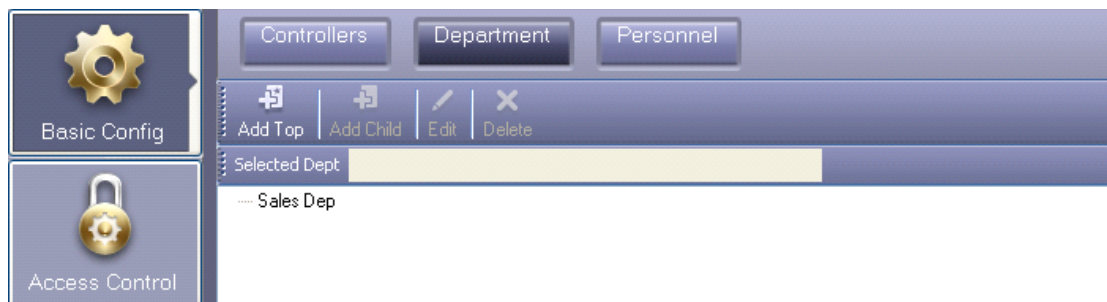 Controllers Department Personnel
Basic Config
Add Top Add Child Edit Delete
Selected Dept
Sales Dep
Access Control